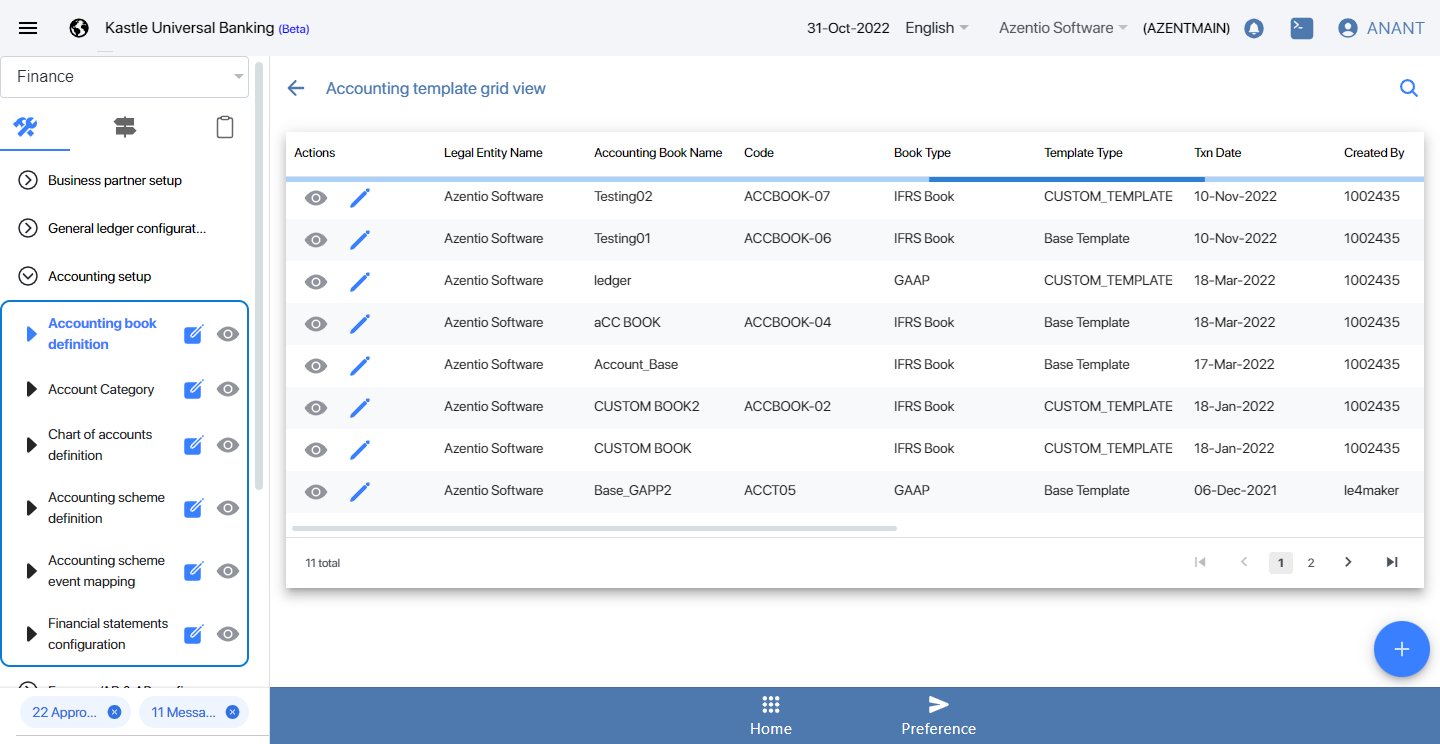 Kastle Universal Banking (Beta)
31-Oct-2022 English Azentio Software (AZENTMAIN) ANANT
Finance
Business partner setup
General ledger configurat...
Accounting setup
Accounting book
definition
Account Category
Chart of accounts
definition
Accounting scheme
definition
Accounting scheme
event mapping
Financial statements
configuration
22 Appro...
11 Messa...
Accounting template grid view
Actions Legal Entity Name Accounting Book Name Code Book Type Template Type Txn Date Created By
Azentio Software Testing02 ACCBOOK-07 IFRS Book CUSTOM_TEMPLATE 10-Nov-2022 1002435
Azentio Software Testing01 ACCBOOK-06 IFRS Book Base Template 10-Nov-2022 1002435
Azentio Software ledger GAAP CUSTOM_TEMPLATE 18-Mar-2022 1002435
Azentio Software aCC BOOK ACCBOOK-04 IFRS Book Base Template 18-Mar-2022 1002435
Azentio Software Account_Base IFRS Book Base Template 17-Mar-2022 1002435
Azentio Software CUSTOM BOOK2 ACCBOOK-02 IFRS Book CUSTOM_TEMPLATE 18-Jan-2022 1002435
Azentio Software CUSTOM BOOK IFRS Book CUSTOM_TEMPLATE 18-Jan-2022 1002435
Azentio Software Base_GAPP2 ACCT05 GAAP Base Template 06-Dec-2021 le4maker
11 total
1 2
Home
Preference